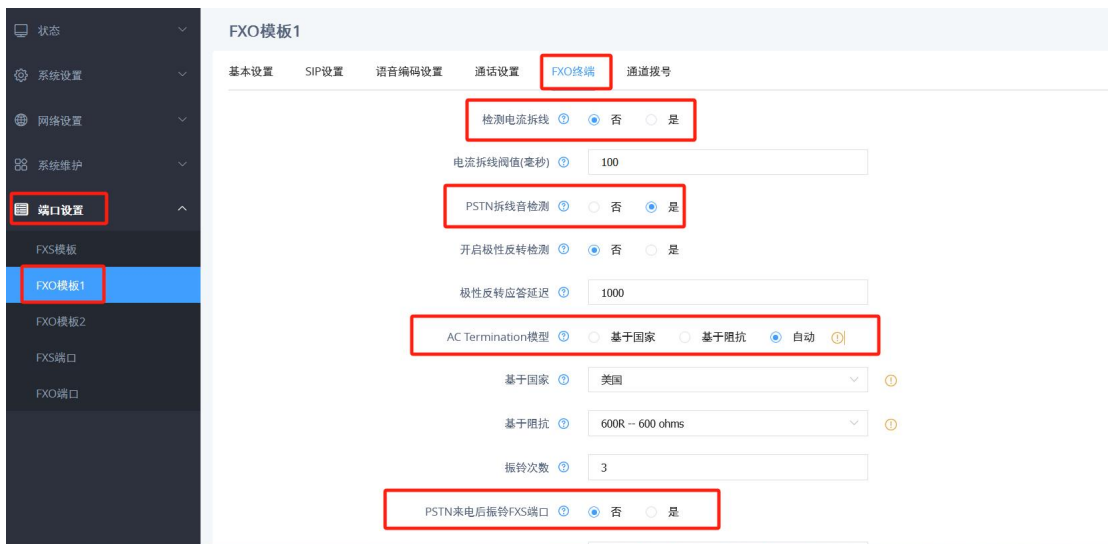 状态
系统设置
网络设置
系统维护
端口设置
FXS模板
FXO模板1
FXO模板2
FXS端口
FXO端口
FXO模板1
基本设置 SIP设置 语音编码设置 通话设置 FXO终端 通道拨号
检测电流拆线 否 是
电流拆线阀值(毫秒) 100
PSTN拆线音检测 否 是
开启极性反转检测 否 是
极性反转应答延迟 1000
AC Termination模型 基于国家 基于阻抗 自动
基于国家 美国
基于阻抗 600R -- 600 ohms
振铃次数 3
PSTN来电后振铃FXS端口 否 是